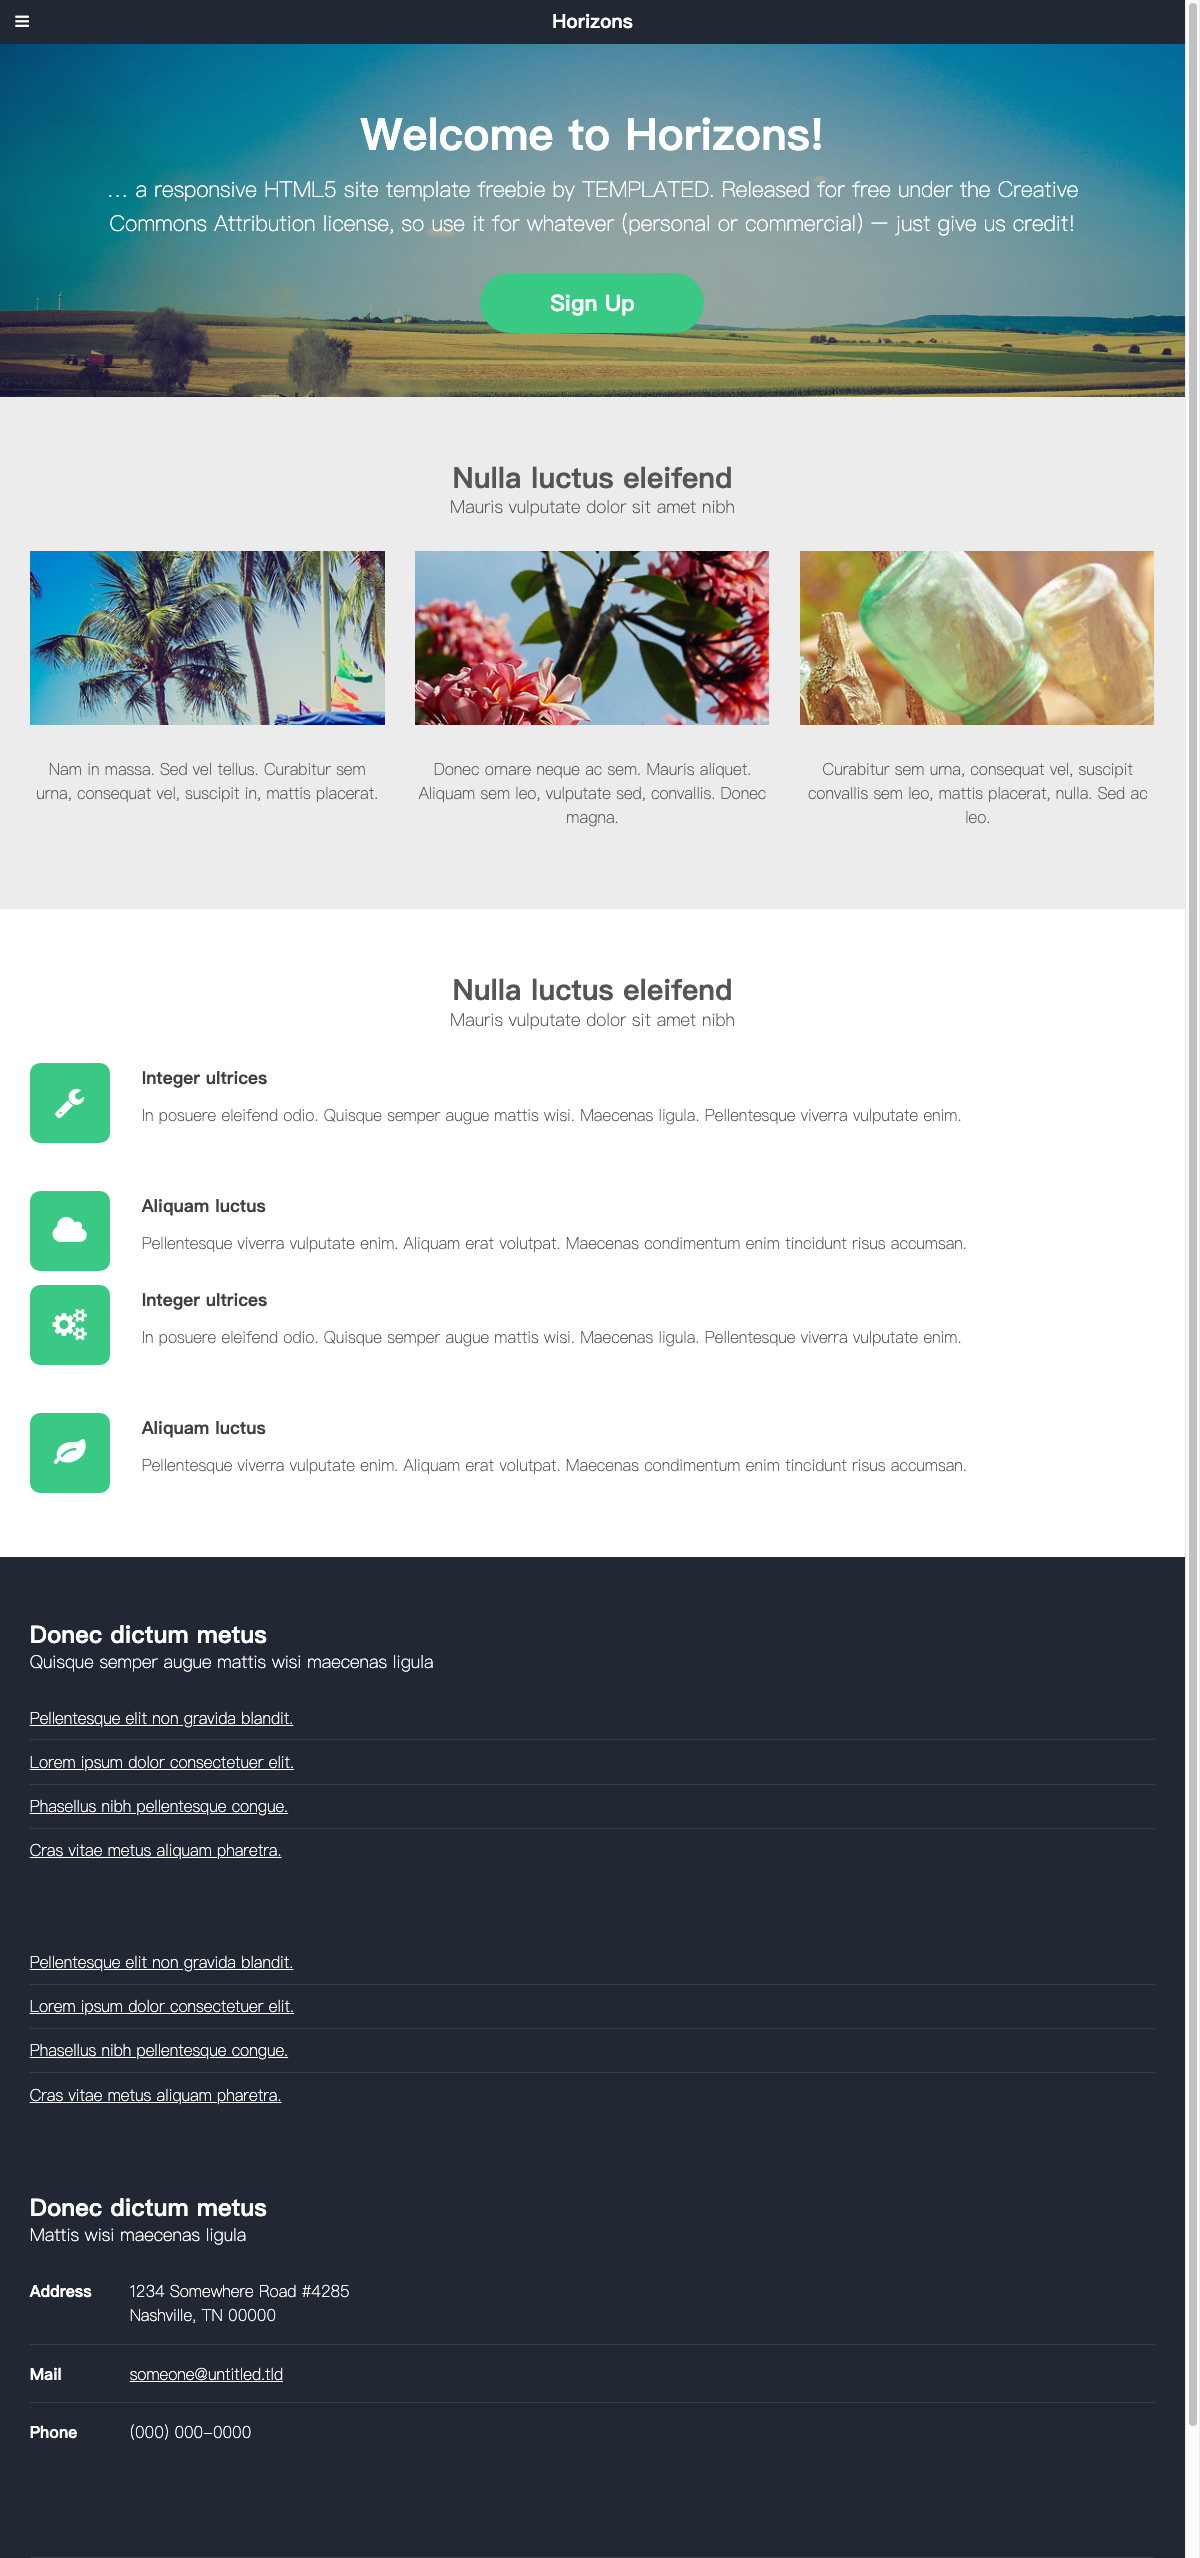 Horizons
Welcome to Horizons!
... a responsive HTML5 site template freebie by TEMPLATED. Released for free under the Creative
Commons Attribution license, so use it for whatever (personal or commercial) – just give us credit!
Sign Up
Nulla luctus eleifend
Mauris vulputate dolor sit amet nibh
Nam in massa. Sed vel tellus. Curabitur sem
urna, consequat vel, suscipit in, mattis placerat.
Donec ornare neque ac sem. Mauris aliquet.
Aliquam sem leo, vulputate sed, convallis. Donec
magna.
Curabitur sem urna, consequat vel, suscipit
convallis sem leo, mattis placerat, nulla. Sed ac
leo.
Nulla luctus eleifend
Mauris vulputate dolor sit amet nibh
Integer ultrices
In posuere eleifend odio. Quisque semper augue mattis wisi. Maecenas ligula. Pellentesque viverra vulputate enim.
Aliquam luctus
Pellentesque viverra vulputate enim. Aliquam erat volutpat. Maecenas condimentum enim tincidunt risus accumsan.
Integer ultrices
In posuere eleifend odio. Quisque semper augue mattis wisi. Maecenas ligula. Pellentesque viverra vulputate enim.
Aliquam luctus
Pellentesque viverra vulputate enim. Aliquam erat volutpat. Maecenas condimentum enim tincidunt risus accumsan.
Donec dictum metus
Quisque semper augue mattis wisi maecenas ligula
Pellentesque elit non gravida blandit.
Lorem ipsum dolor consectetuer elit.
Phasellus nibh pellentesque congue.
Cras vitae metus aliquam pharetra.
Pellentesque elit non gravida blandit.
Lorem ipsum dolor consectetuer elit.
Phasellus nibh pellentesque congue.
Cras vitae metus aliquam pharetra.
Donec dictum metus
Mattis wisi maecenas ligula
Address 1234 Somewhere Road #4285
Nashville, TN 00000
Mail someone@untitled.tld
Phone (000) 000-0000